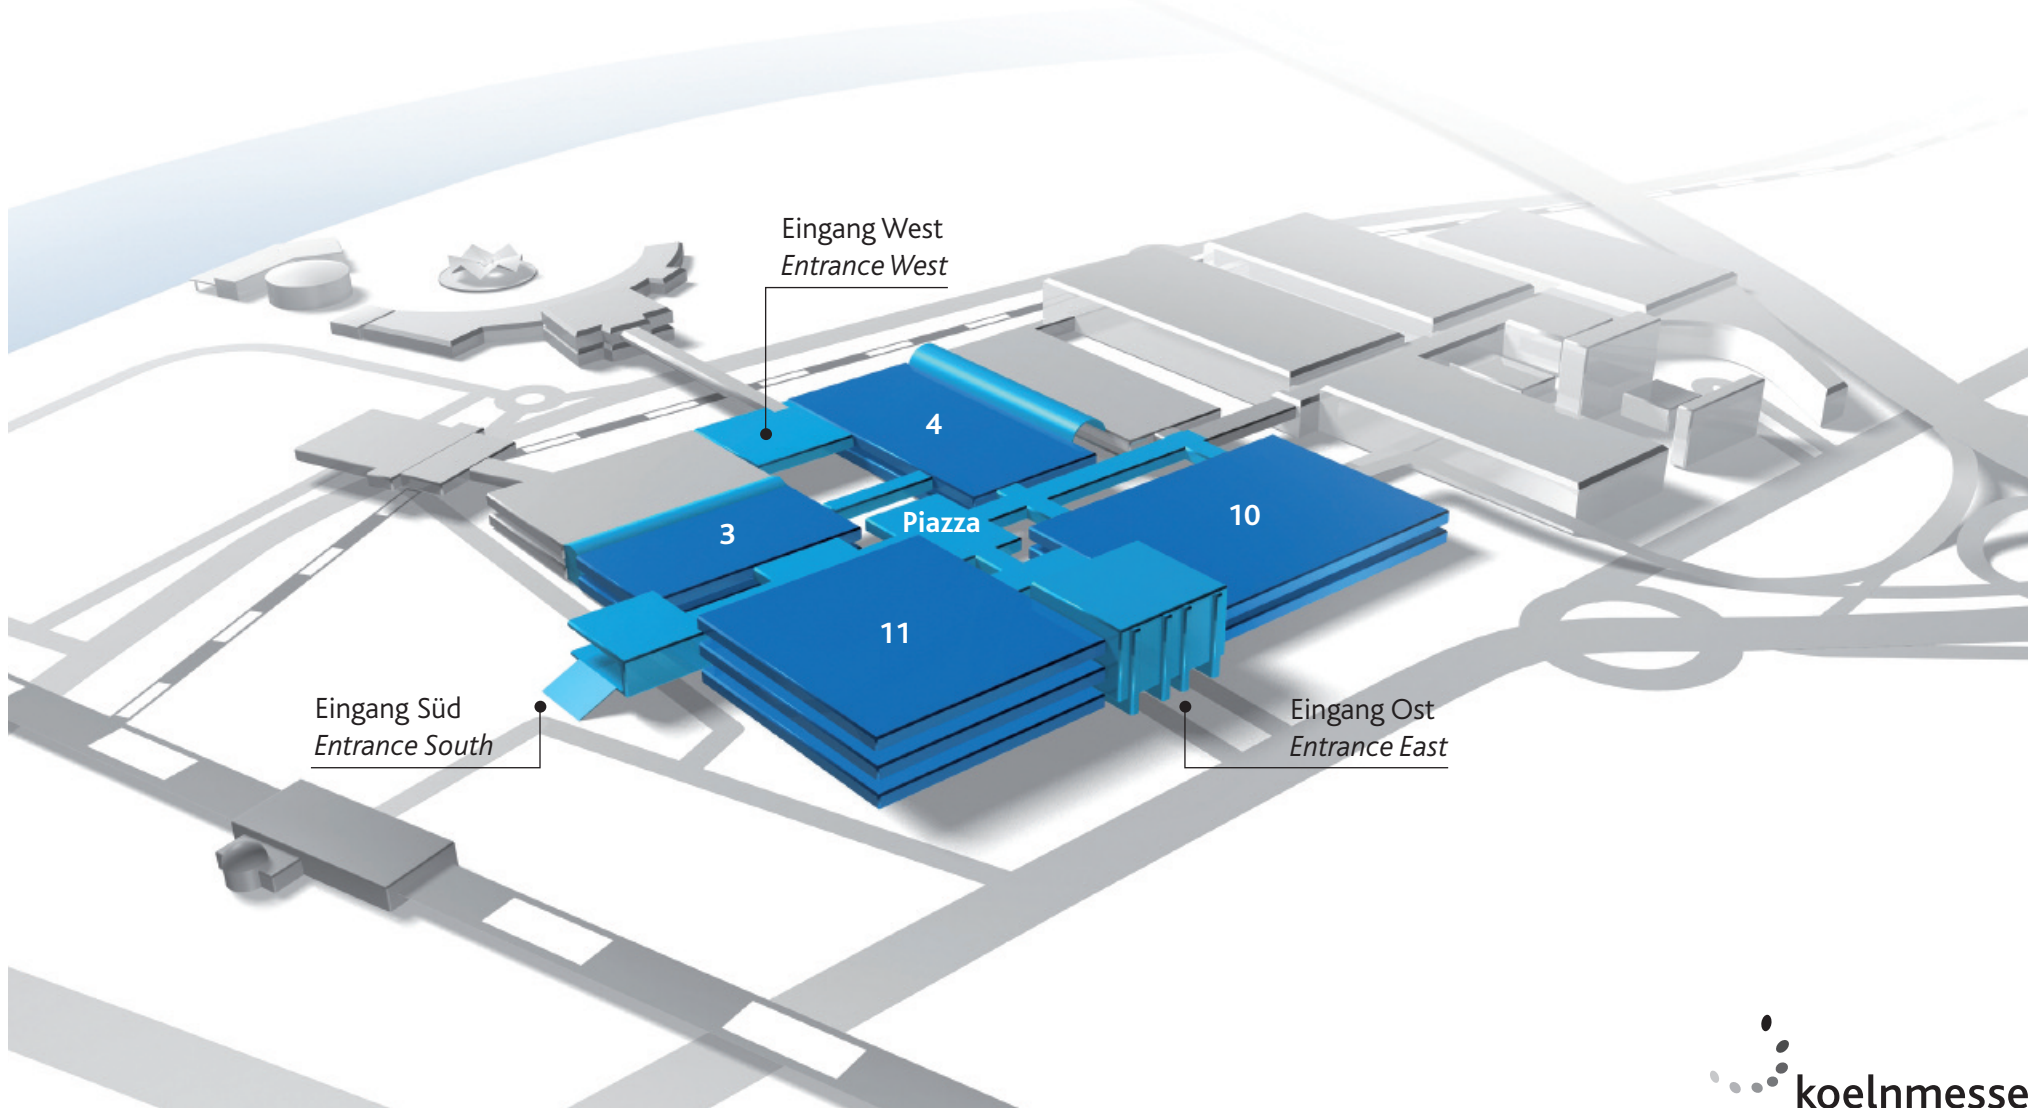 Eingang West
Entrance West
4
3
Piazza
10
11
Eingang Süd
Entrance South
Eingang Ost
Entrance East
koelnmesse